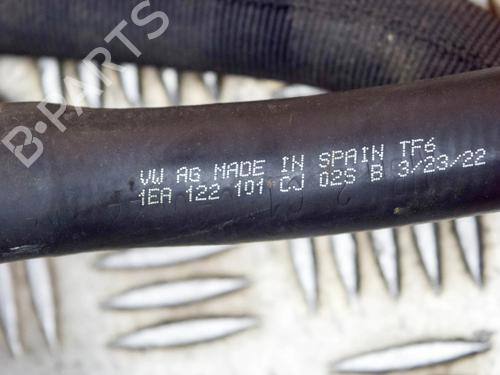 B-PARTS
VW AG MADE IN SPAIN TF6
1EA 122 101 CJ 02S B 3/23/22